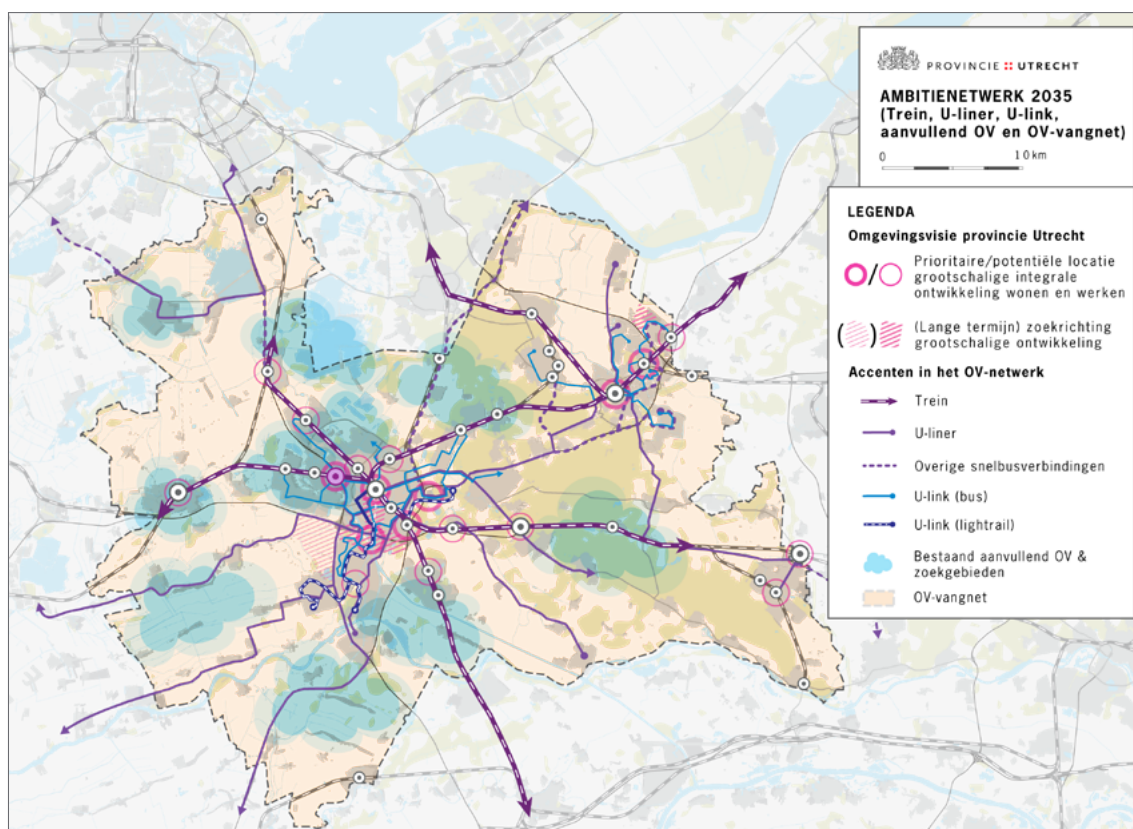 PROVINCIE :: UTRECHT
AMBITIENETWERK 2035
(Trein, U-liner, U-link,
aanvullend OV en OV-vangnet)
0 10 km
LEGENDA
Omgevingsvisie provincie Utrecht
Prioritaire/potentiële locatie
grootschalige integrale
ontwikkeling wonen en werken
(Lange termijn) zoekrichting
grootschalige ontwikkeling
Accenten in het OV-netwerk
Trein
U-liner
Overige snelbusverbindingen
U-link (bus)
U-link (lightrail)
Bestaand aanvullend OV &
zoekgebieden
OV-vangnet